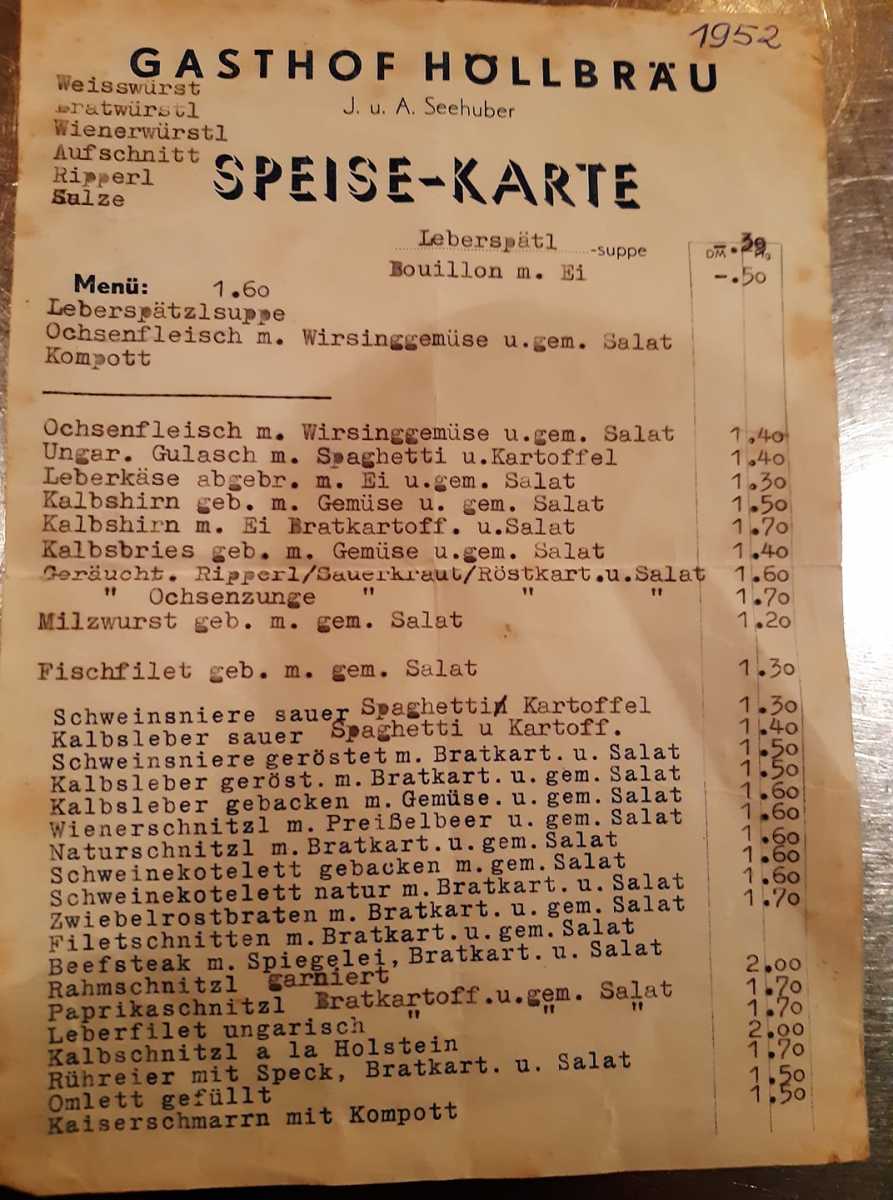 1952
GASTHOF HÖLLBRÄU
J. u. A. Seehuber
Weisswürst
Bratwürstl
Wienerwürstl
Aufschnitt
Ripperl
Sulze
SPEISE-KARTE
Leberspätl -suppe DM -.30
Bouillon m. Ei -.50
Menü: 1.60
Leberspätzlsuppe
Ochsenfleisch m. Wirsinggemüse u.gem. Salat
Kompott
Ochsenfleisch m. Wirsinggemüse u.gem. Salat 1.40
Ungar. Gulasch m. Spaghetti u.Kartoffel 1.40
Leberkäse abgebr. m. Ei u.gem. Salat 1.30
Kalbshirn geb. m. Gemüse u. gem. Salat 1.50
Kalbshirn m. Ei Bratkartoff. u.Salat 1.70
Kalbsbries geb. m. Gemüse u.gem. Salat 1.40
Geräucht. Ripperl/Sauerkraut/Röstkart.u.Salat 1.60
" Ochsenzunge " " " 1.70
Milzwurst geb. m. gem. Salat 1.20
Fischfilet geb. m. gem. Salat 1.30
Schweinsniere sauer Spaghetti Kartoffel 1.30
Kalbsleber sauer Spaghetti u Kartoff. 1.40
Schweinsniere geröstet m. Bratkart. u. Salat 1.50
Kalbsleber geröst. m. Bratkart. u. gem. Salat 1.50
Kalbsleber gebacken m. Gemüse. u. gem. Salat 1.60
Wienerschnitzl m. Preißelbeer u. gem. Salat 1.60
Naturschnitzl m. Bratkart. u. gem. Salat 1.60
Schweinekotelett gebacken m. gem. Salat 1.60
Schweinekotelett natur m. Bratkart. u. Salat 1.60
Zwiebelrostbraten m. Bratkart. u. gem. Salat 1.70
Filetschnitten m. Bratkart. u. gem. Salat
Beefsteak m. Spiegelei, Bratkart. u. Salat
Rahmschnitzl garniert 2.00
Paprikaschnitzl Bratkartoff.u.gem. Salat 1.70
Leberfilet ungarisch " " " 1.70
Kalbschnitzl a la Holstein 2.00
Rühreier mit Speck, Bratkart. u. Salat 1.70
Omlett gefüllt 1.50
Kaiserschmarrn mit Kompott 1.50